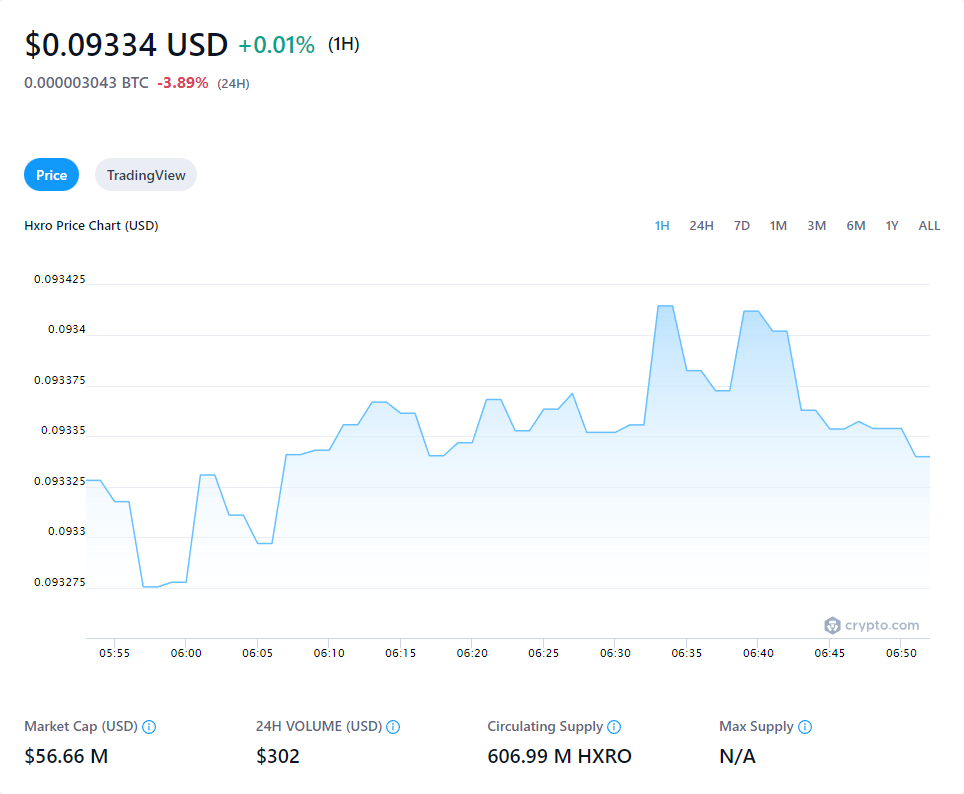 $0.09334 USD +0.01% (1H)
0.000003043 BTC -3.89% (24H)
Price TradingView
Hxro Price Chart (USD) 1H 24H 7D 1M 3M 6M 1Y ALL
0.093425
0.0934
0.093375
0.09335
0.093325
0.0933
0.093275
crypto.com
05:55 06:00 06:05 06:10 06:15 06:20 06:25 06:30 06:35 06:40 06:45 06:50
Market Cap (USD) 24H VOLUME (USD) Circulating Supply Max Supply
$56.66 M $302 606.99 M HXRO N/A